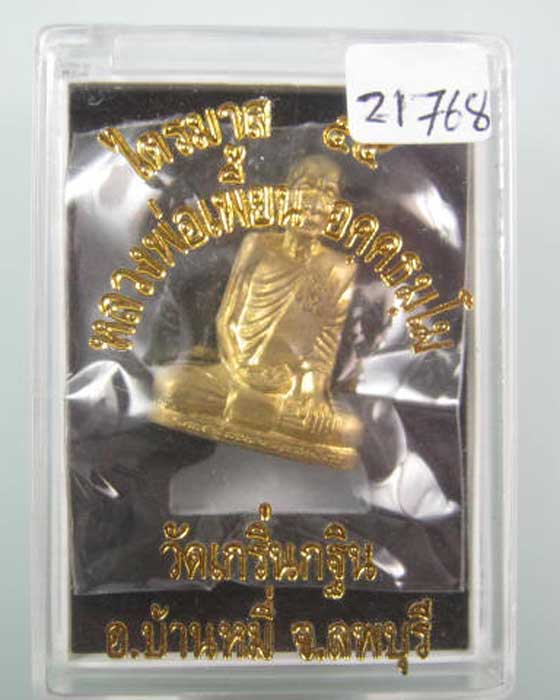 21768
ไตรมาส ๕๕
หลวงพ่อเพี้ยน อคฺคธมฺโม
วัดเกริ่นกฐิน
อ.บ้านหมี่ จ.ลพบุรี